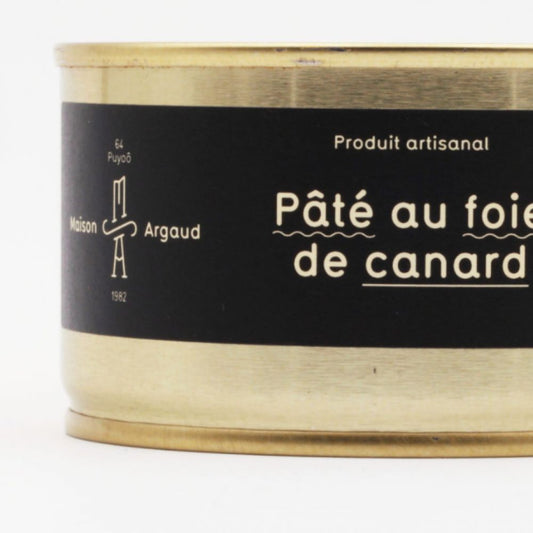 64
Puyoô
M
Maison Argaud
A
1982
Produit artisanal
Pâté au foie
de canard